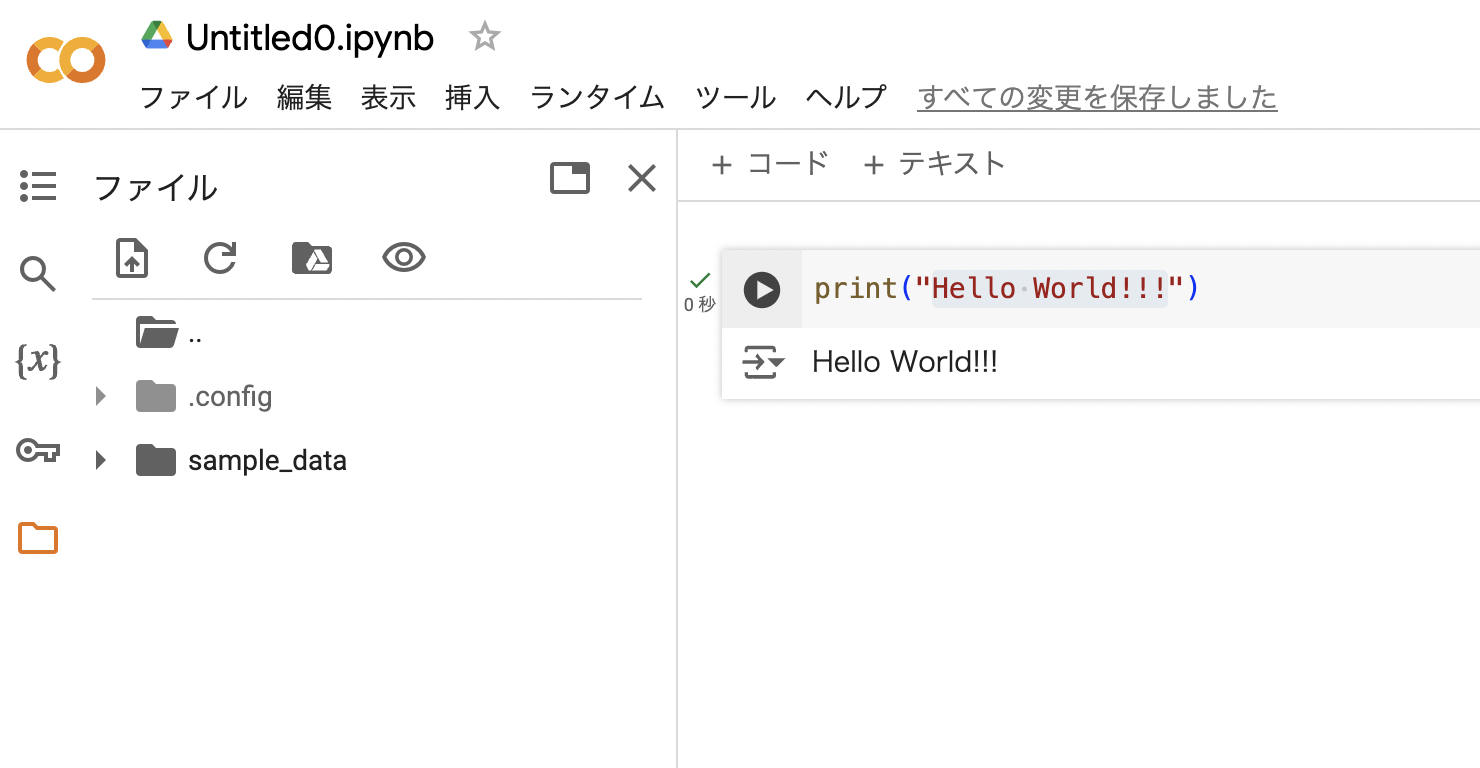 Untitled0.ipynb
ファイル 編集 表示 挿入 ランタイム ツール ヘルプ すべての変更を保存しました
ファイル
+ コード + テキスト
{x}
..
.config
sample_data
0 秒
print("Hello World!!!")
Hello World!!!